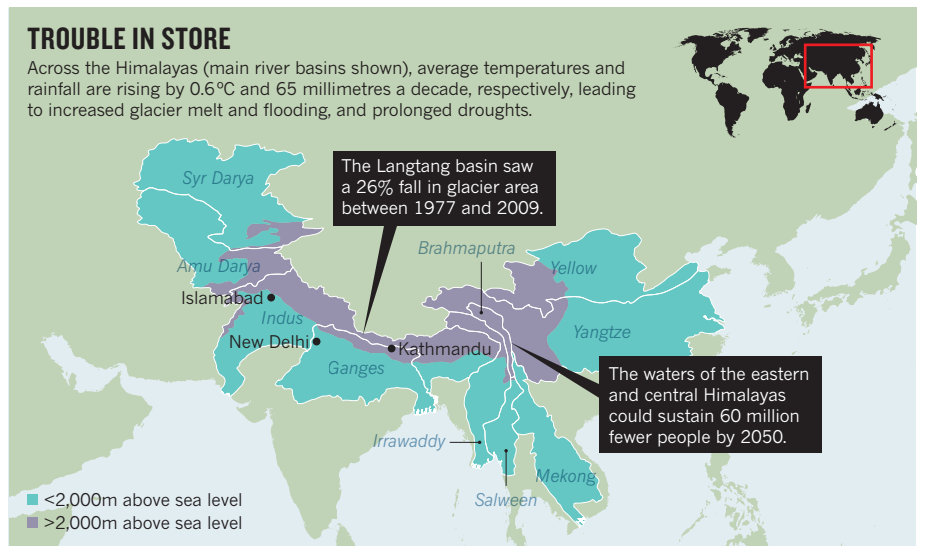 TROUBLE IN STORE
Across the Himalayas (main river basins shown), average temperatures and
rainfall are rising by 0.6 °C and 65 millimetres a decade, respectively, leading
to increased glacier melt and flooding, and prolonged droughts.
The Langtang basin saw
a 26% fall in glacier area
between 1977 and 2009.
Syr Darya
Brahmaputra
Amu Darya
Yellow
Islamabad
Indus
New Delhi
Kathmandu
Yangtze
Ganges
The waters of the eastern
and central Himalayas
could sustain 60 million
fewer people by 2050.
Irrawaddy
Mekong
Salween
<2,000m above sea level
>2,000m above sea level